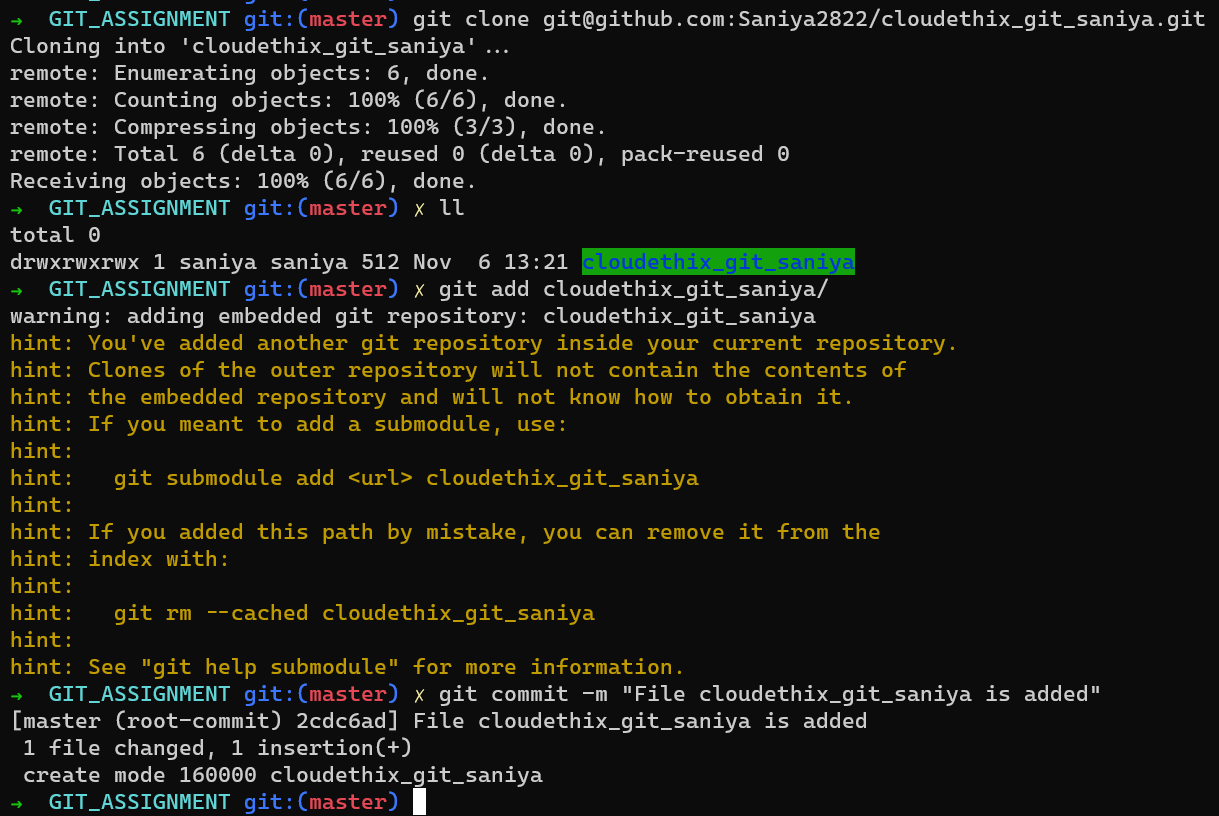 →  GIT_ASSIGNMENT git:(master) git clone git@github.com:Saniya2822/cloudethix_git_saniya.git
Cloning into 'cloudethix_git_saniya'...
remote: Enumerating objects: 6, done.
remote: Counting objects: 100% (6/6), done.
remote: Compressing objects: 100% (3/3), done.
remote: Total 6 (delta 0), reused 0 (delta 0), pack-reused 0
Receiving objects: 100% (6/6), done.
→  GIT_ASSIGNMENT git:(master) ✗ ll
total 0
drwxrwxrwx 1 saniya saniya 512 Nov  6 13:21 cloudethix_git_saniya
→  GIT_ASSIGNMENT git:(master) ✗ git add cloudethix_git_saniya/
warning: adding embedded git repository: cloudethix_git_saniya
hint: You've added another git repository inside your current repository.
hint: Clones of the outer repository will not contain the contents of
hint: the embedded repository and will not know how to obtain it.
hint: If you meant to add a submodule, use:
hint:
hint:   git submodule add <url> cloudethix_git_saniya
hint:
hint: If you added this path by mistake, you can remove it from the
hint: index with:
hint:
hint:   git rm --cached cloudethix_git_saniya
hint:
hint: See "git help submodule" for more information.
→  GIT_ASSIGNMENT git:(master) ✗ git commit -m "File cloudethix_git_saniya is added"
[master (root-commit) 2cdc6ad] File cloudethix_git_saniya is added
 1 file changed, 1 insertion(+)
 create mode 160000 cloudethix_git_saniya
→  GIT_ASSIGNMENT git:(master)